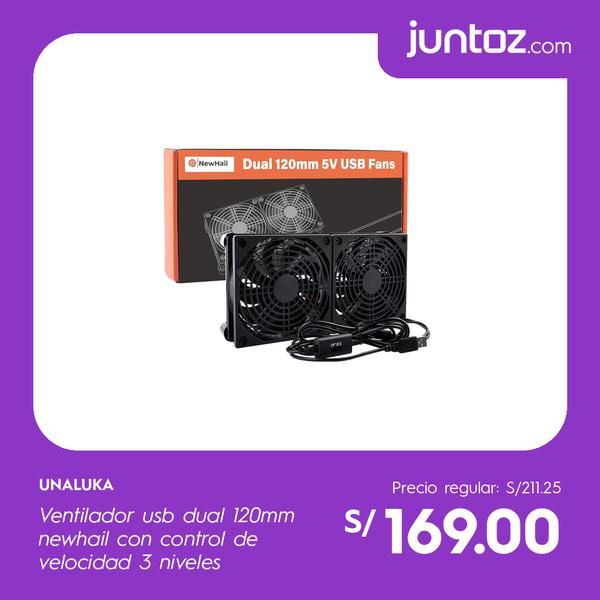 juntoz.com
NewHail
Dual 120mm 5V USB Fans
UNALUKA
Ventilador usb dual 120mm
newhail con control de
velocidad 3 niveles
Precio regular: S/211.25
S/ 169.00